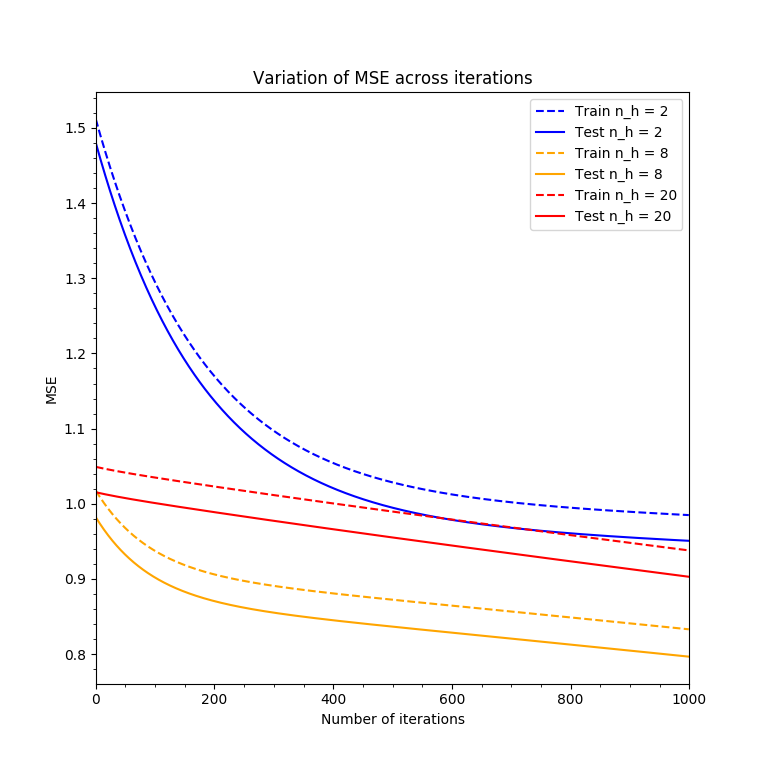 Variation of MSE across iterations
Train n_h = 2
Test n_h = 2
Train n_h = 8
Test n_h = 8
Train n_h = 20
Test n_h = 20
MSE
1.5
1.4
1.3
1.2
1.1
1.0
0.9
0.8
0 200 400 600 800 1000
Number of iterations